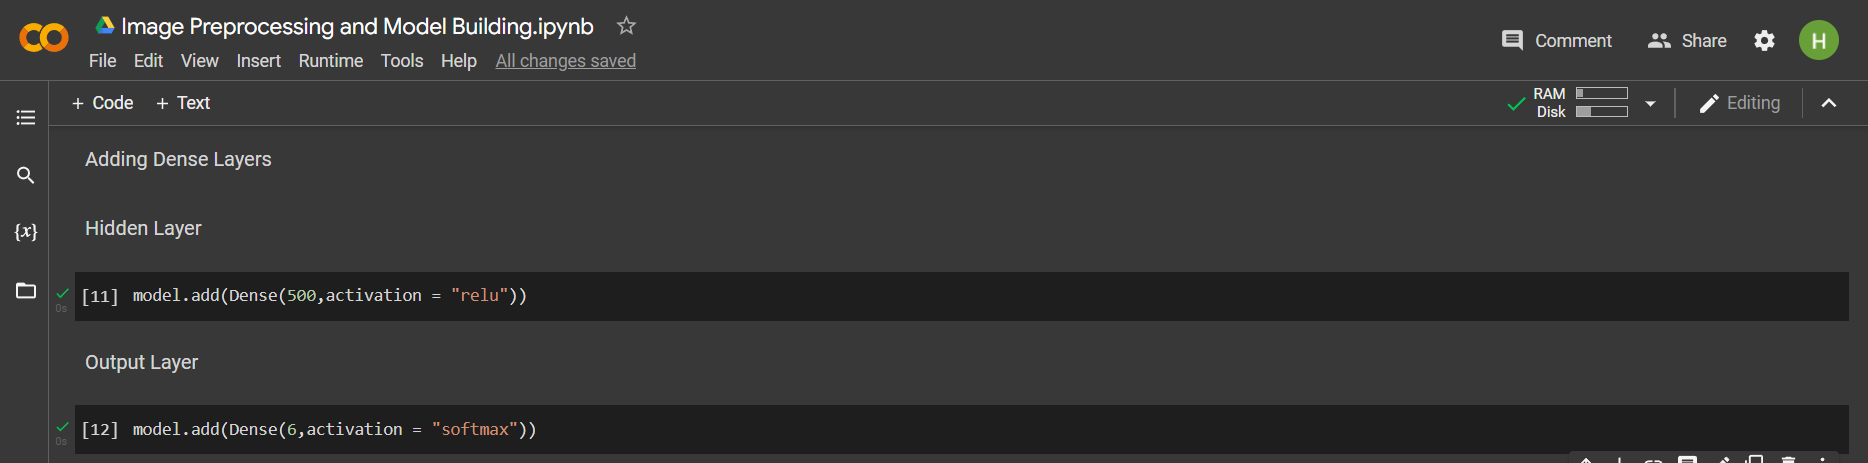 Image Preprocessing and Model Building.ipynb
File Edit View Insert Runtime Tools Help All changes saved
Comment Share H
+ Code + Text
RAM
Disk
Editing
{x}
Adding Dense Layers
Hidden Layer
[11] model.add(Dense(500,activation = "relu"))
0s
Output Layer
[12] model.add(Dense(6,activation = "softmax"))
0s